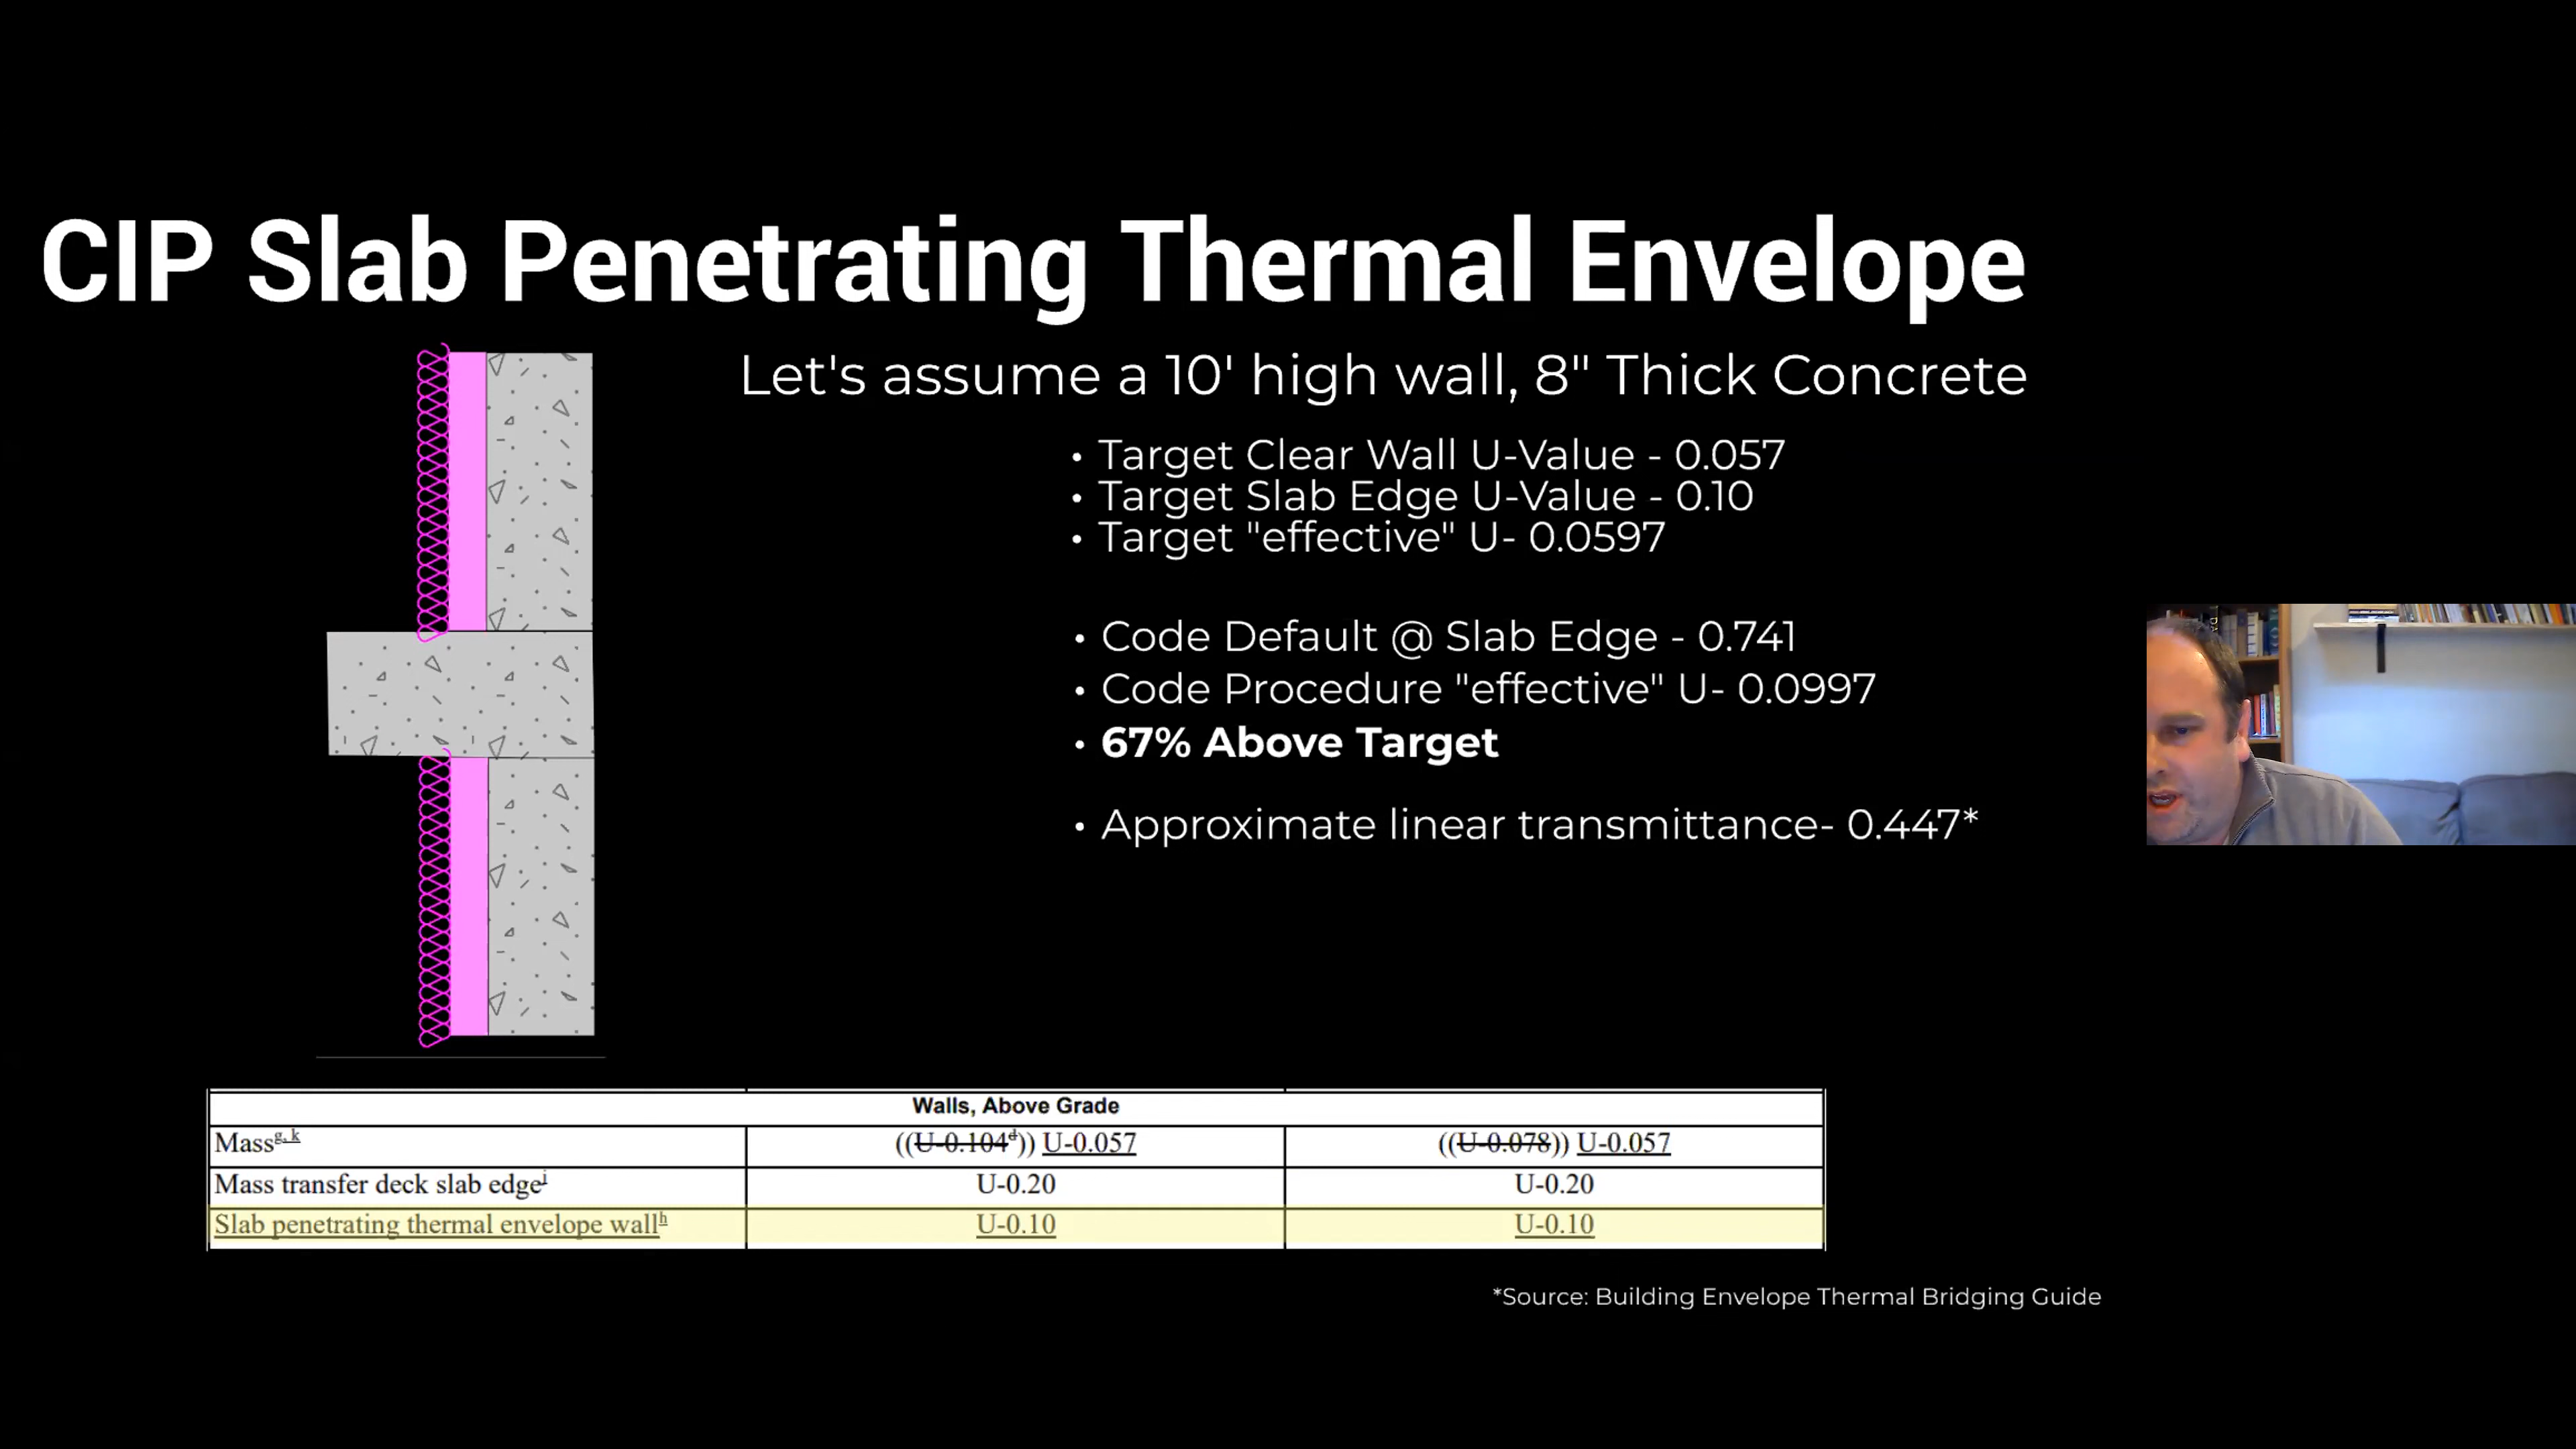 CIP Slab Penetrating Thermal Envelope
Let's assume a 10' high wall, 8" Thick Concrete
• Target Clear Wall U-Value - 0.057
• Target Slab Edge U-Value - 0.10
• Target "effective" U- 0.0597
• Code Default @ Slab Edge - 0.741
• Code Procedure "effective" U- 0.0997
• 67% Above Target
• Approximate linear transmittance- 0.447*
Walls, Above Grade
Massg, k ((U-0.104d)) U-0.057 ((U-0.078)) U-0.057
Mass transfer deck slab edgej U-0.20 U-0.20
Slab penetrating thermal envelope wallh U-0.10 U-0.10
*Source: Building Envelope Thermal Bridging Guide